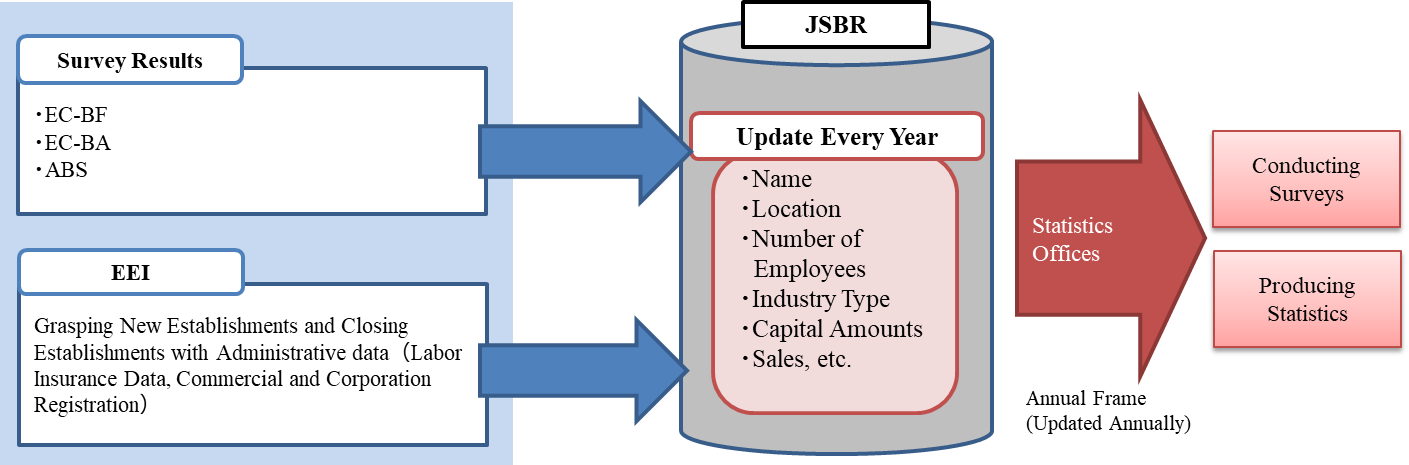 Survey Results
・EC-BF
・EC-BA
・ABS
EEI
Grasping New Establishments and Closing
Establishments with Administrative data（Labor
Insurance Data, Commercial and Corporation
Registration）
JSBR
Update Every Year
・Name
・Location
・Number of
Employees
・Industry Type
・Capital Amounts
・Sales, etc.
Statistics
Offices
Annual Frame
(Updated Annually)
Conducting
Surveys
Producing
Statistics